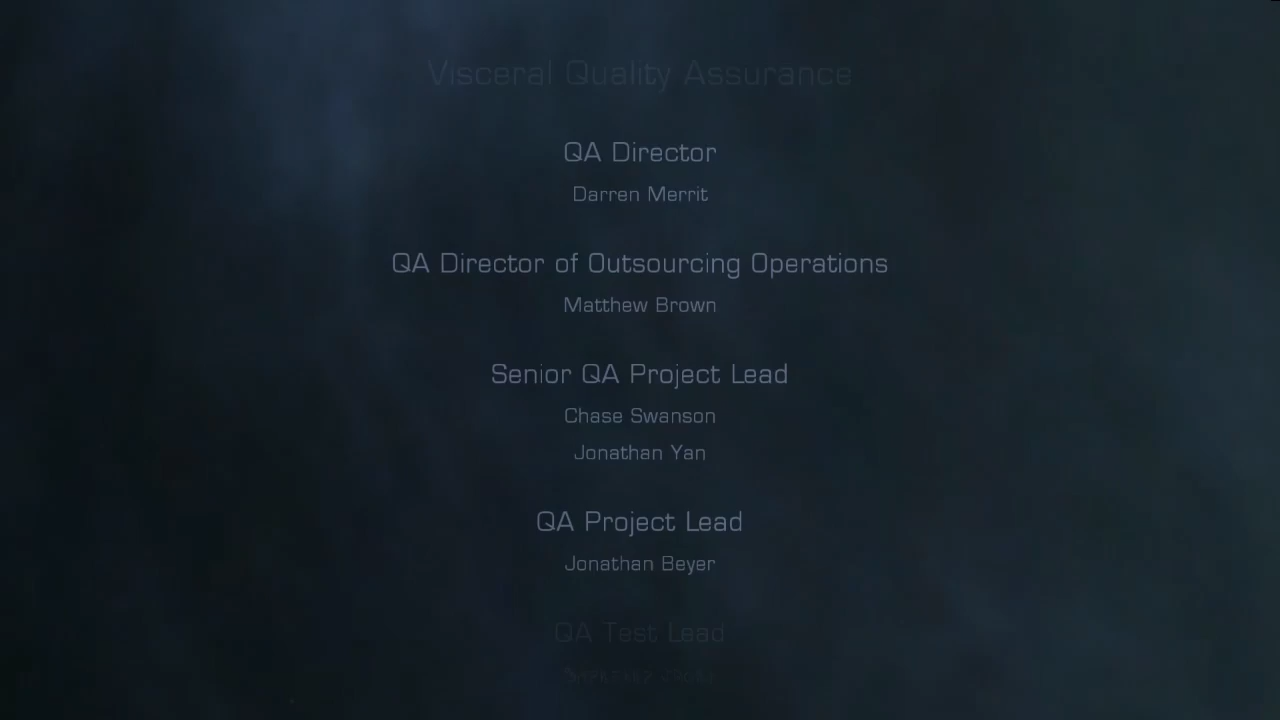 Visceral Quality Assurance
QA Director
Darren Merrit
QA Director of Outsourcing Operations
Matthew Brown
Senior QA Project Lead
Chase Swanson
Jonathan Yan
QA Project Lead
Jonathan Beyer
QA Test Lead